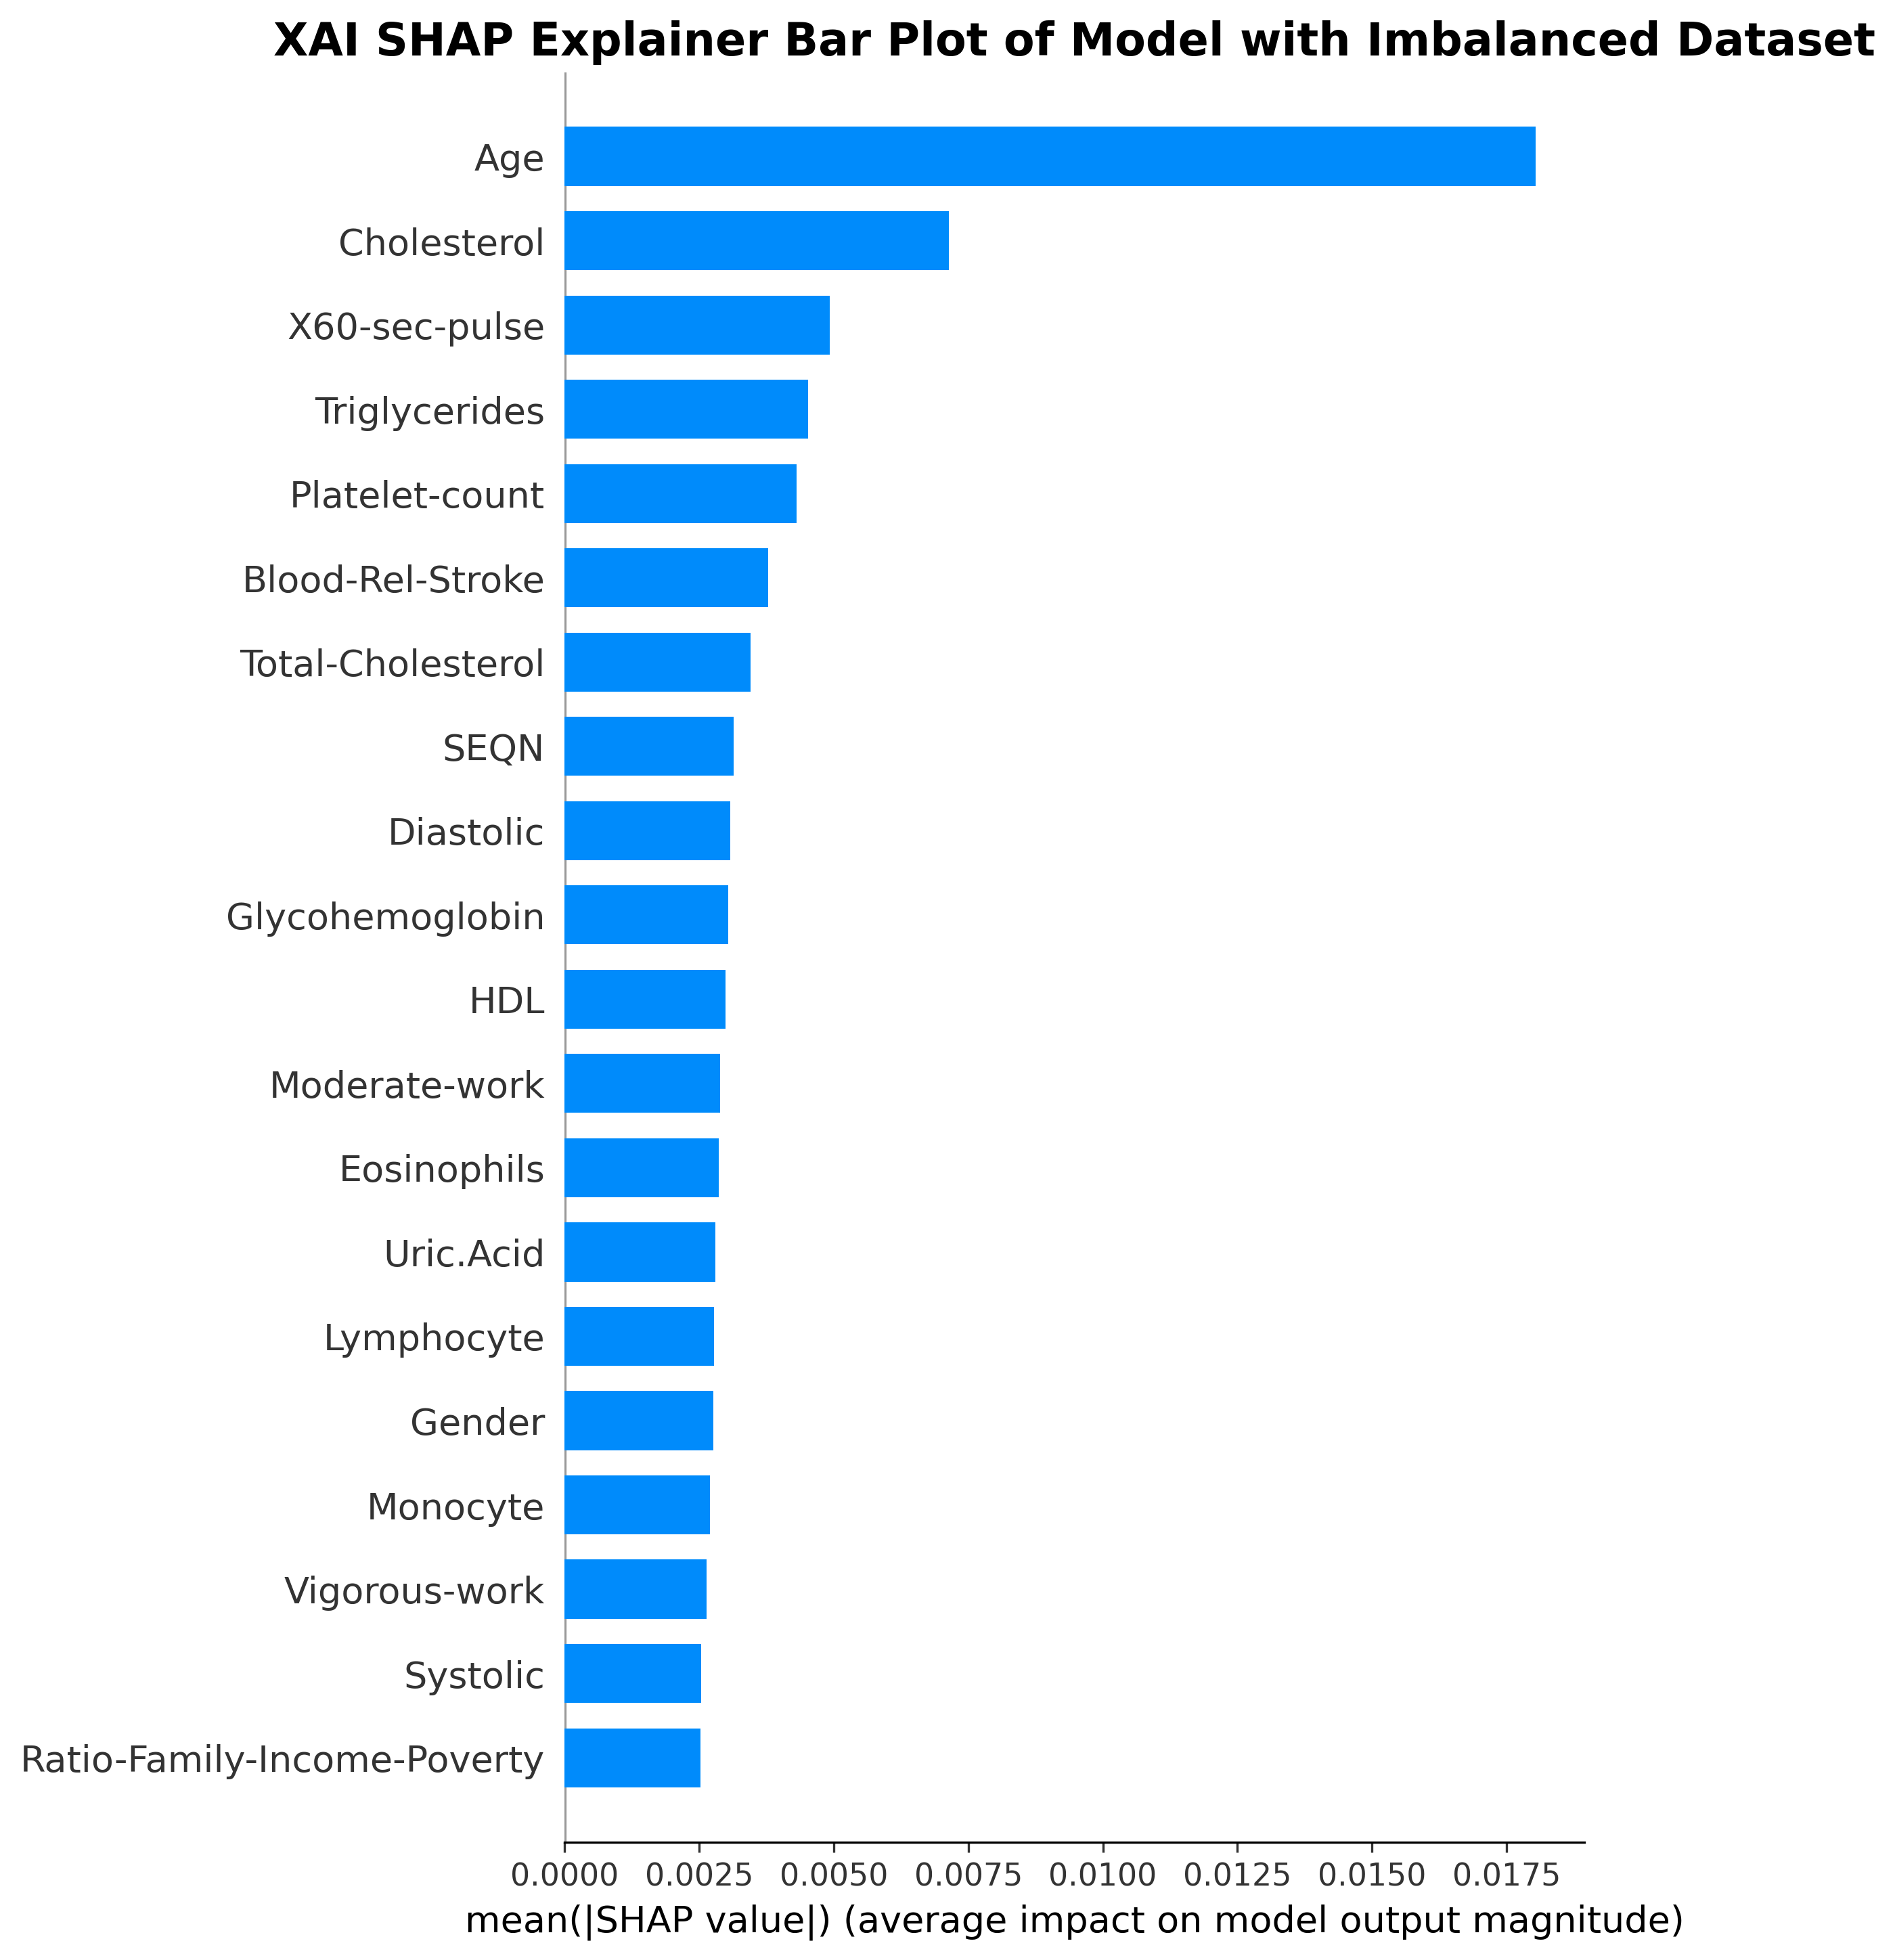 XAI SHAP Explainer Bar Plot of Model with Imbalanced Dataset
Age
Cholesterol
X60-sec-pulse
Triglycerides
Platelet-count
Blood-Rel-Stroke
Total-Cholesterol
SEQN
Diastolic
Glycohemoglobin
HDL
Moderate-work
Eosinophils
Uric.Acid
Lymphocyte
Gender
Monocyte
Vigorous-work
Systolic
Ratio-Family-Income-Poverty
0.0000 0.0025 0.0050 0.0075 0.0100 0.0125 0.0150 0.0175
mean(|SHAP value|) (average impact on model output magnitude)